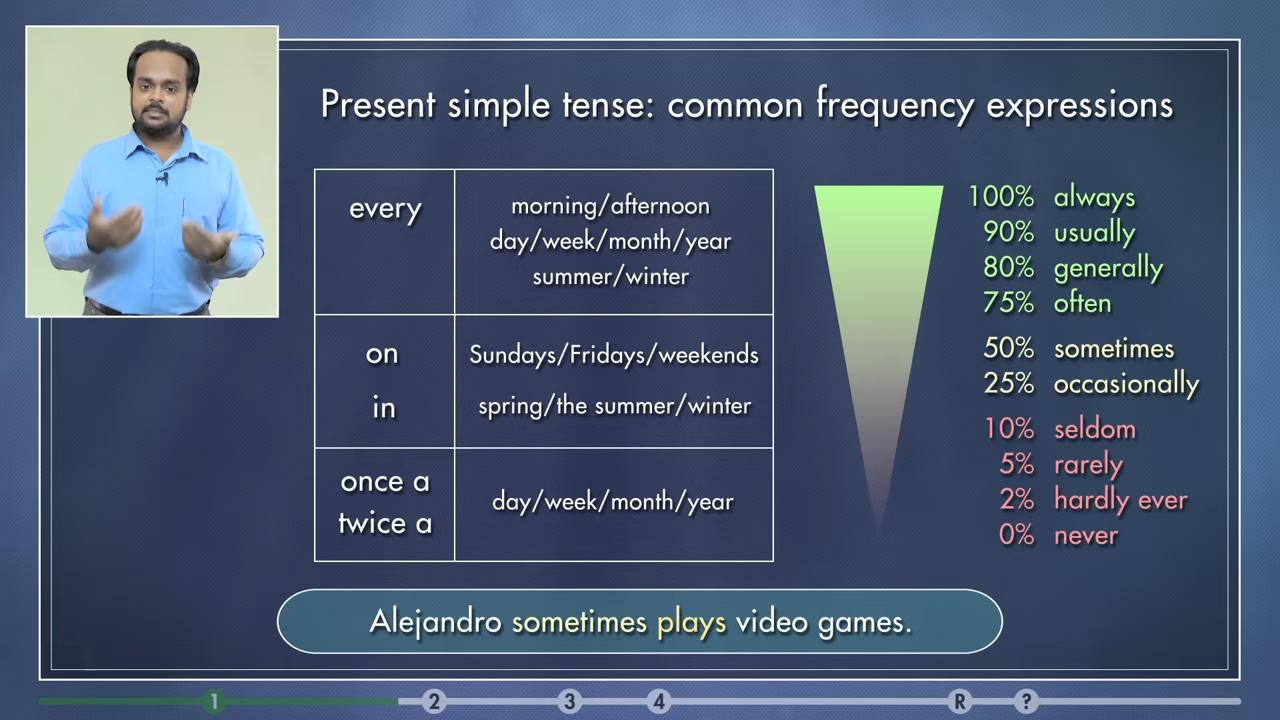 Present simple tense: common frequency expressions
every
morning/afternoon
day/week/month/year
summer/winter
on
Sundays/Fridays/weekends
in
spring/the summer/winter
once a
twice a
day/week/month/year
100% always
90% usually
80% generally
75% often
50% sometimes
25% occasionally
10% seldom
5% rarely
2% hardly ever
0% never
Alejandro sometimes plays video games.
1 2 3 4 R ?